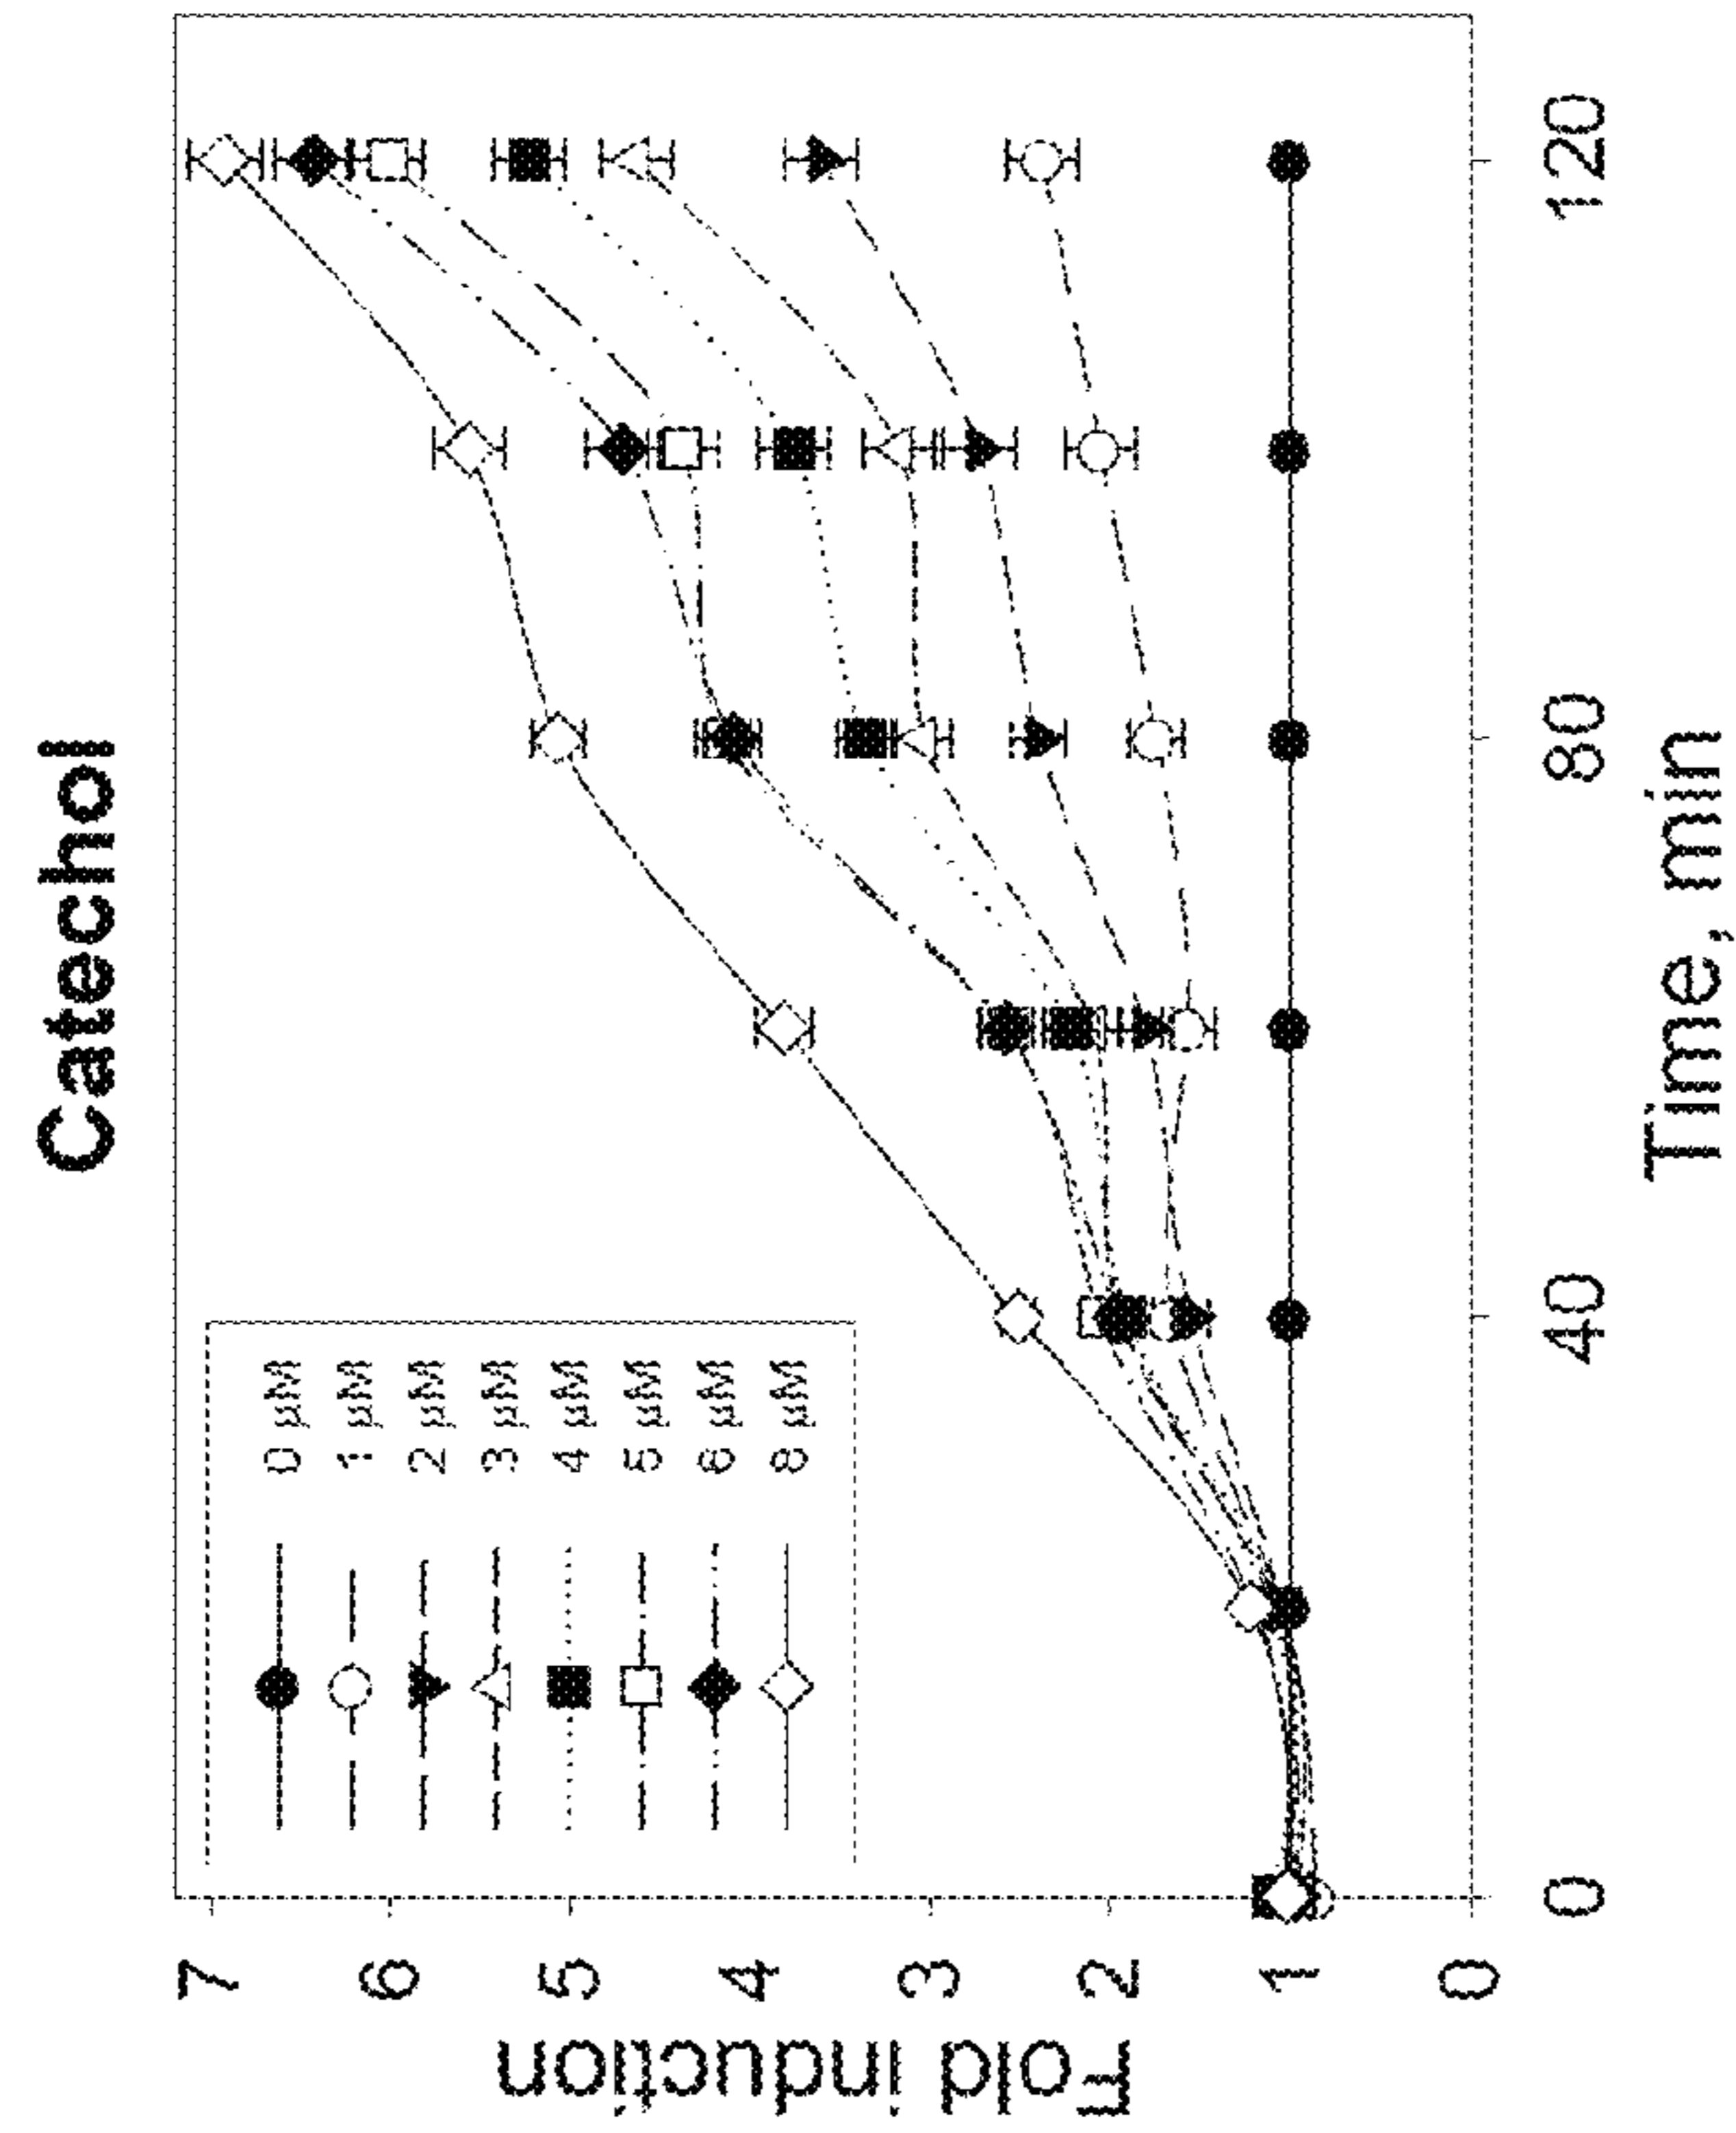 Catechol
0 µM
1 µM
2 µM
3 µM
4 µM
5 µM
6 µM
8 µM
Fold induction
7
6
5
4
3
2
1
0
0
40
80
120
Time, min